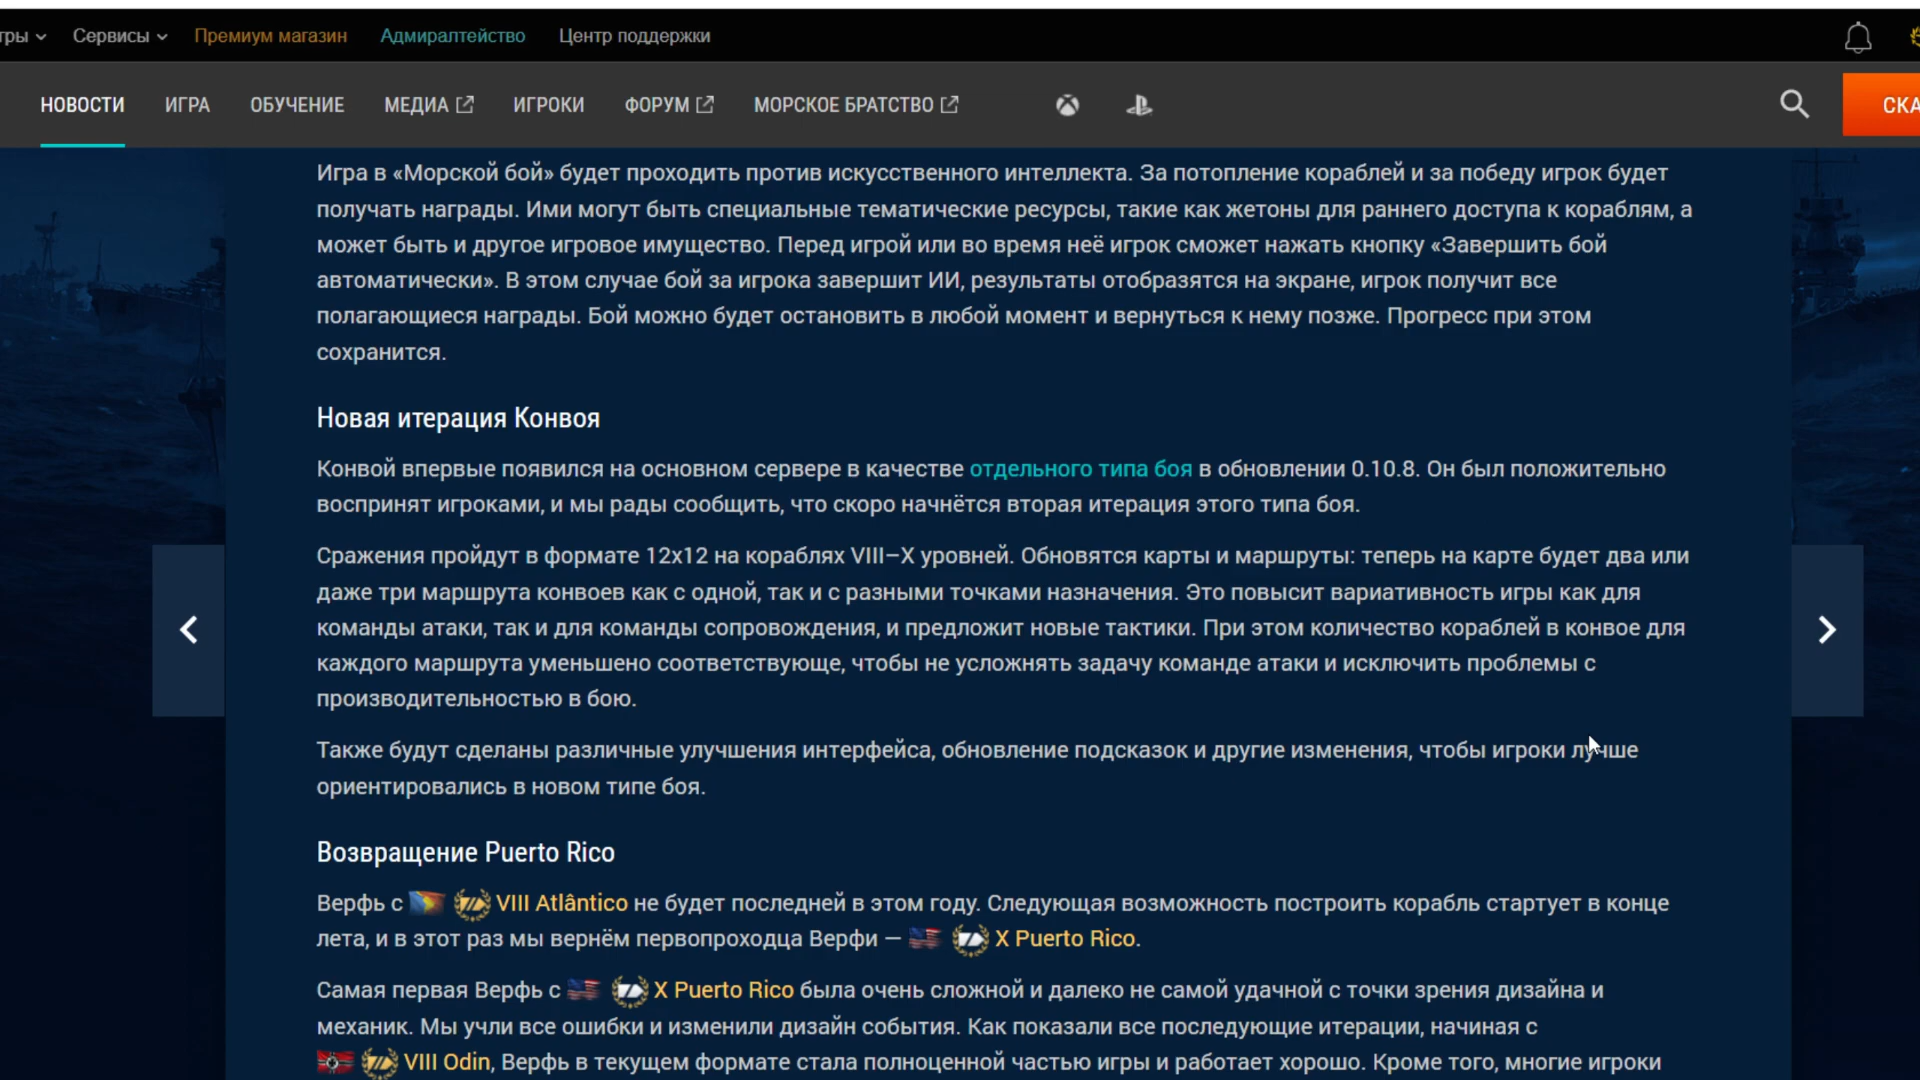 Сервисы
Премиум магазин
Адмиралтейство
Центр поддержки
НОВОСТИ
ИГРА
ОБУЧЕНИЕ
МЕДИА
ИГРОКИ
ФОРУМ
МОРСКОЕ БРАТСТВО
СКА
Игра в «Морской бой» будет проходить против искусственного интеллекта. За потопление кораблей и за победу игрок будет
получать награды. Ими могут быть специальные тематические ресурсы, такие как жетоны для раннего доступа к кораблям, а
может быть и другое игровое имущество. Перед игрой или во время неё игрок сможет нажать кнопку «Завершить бой
автоматически». В этом случае бой за игрока завершит ИИ, результаты отобразятся на экране, игрок получит все
полагающиеся награды. Бой можно будет остановить в любой момент и вернуться к нему позже. Прогресс при этом
сохранится.
Новая итерация Конвоя
Конвой впервые появился на основном сервере в качестве отдельного типа боя в обновлении 0.10.8. Он был положительно
воспринят игроками, и мы рады сообщить, что скоро начнётся вторая итерация этого типа боя.
Сражения пройдут в формате 12x12 на кораблях VIII–X уровней. Обновятся карты и маршруты: теперь на карте будет два или
даже три маршрута конвоев как с одной, так и с разными точками назначения. Это повысит вариативность игры как для
команды атаки, так и для команды сопровождения, и предложит новые тактики. При этом количество кораблей в конвое для
каждого маршрута уменьшено соответствующе, чтобы не усложнять задачу команде атаки и исключить проблемы с
производительностью в бою.
Также будут сделаны различные улучшения интерфейса, обновление подсказок и другие изменения, чтобы игроки лучше
ориентировались в новом типе боя.
Возвращение Puerto Rico
Верфь с VIII Atlântico не будет последней в этом году. Следующая возможность построить корабль стартует в конце
лета, и в этот раз мы вернём первопроходца Верфи — X Puerto Rico.
Самая первая Верфь с X Puerto Rico была очень сложной и далеко не самой удачной с точки зрения дизайна и
механик. Мы учли все ошибки и изменили дизайн события. Как показали все последующие итерации, начиная с
VIII Odin, Верфь в текущем формате стала полноценной частью игры и работает хорошо. Кроме того, многие игроки